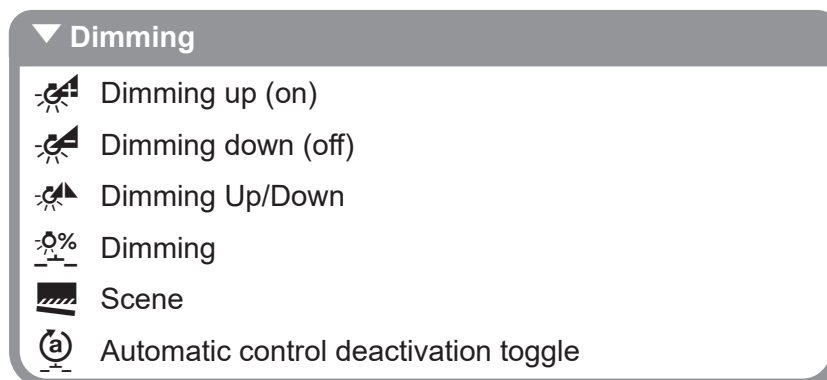 Dimming
Dimming up (on)
Dimming down (off)
Dimming Up/Down
% Dimming
Scene
a Automatic control deactivation toggle